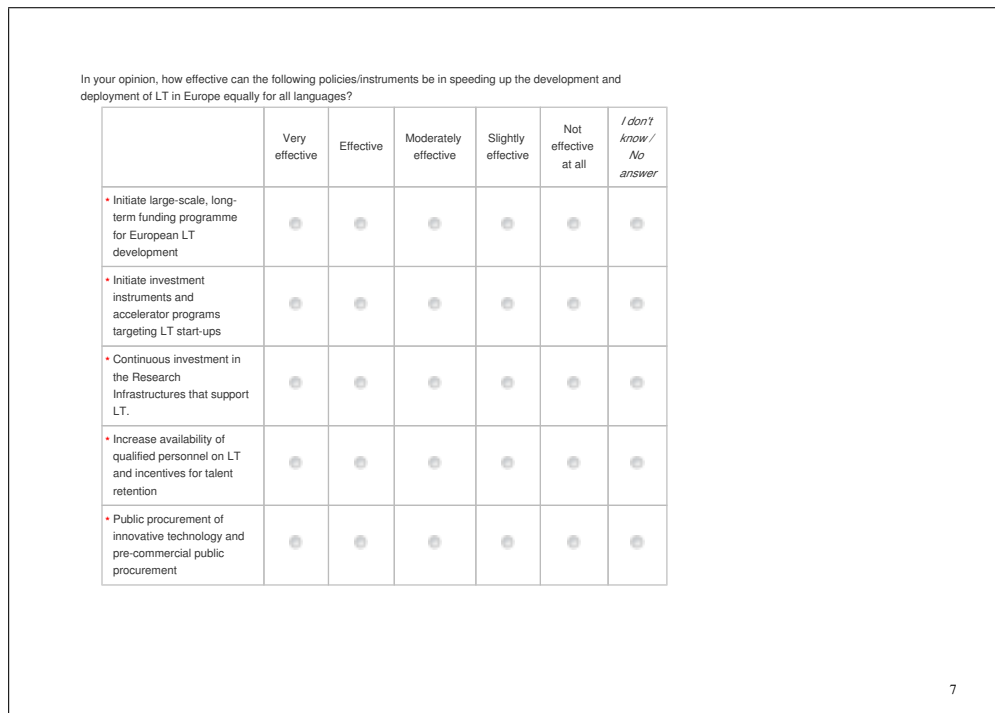 In your opinion, how effective can the following policies/instruments be in speeding up the development and
deployment of LT in Europe equally for all languages?
Very
effective
Effective
Moderately
effective
Slightly
effective
Not
effective
at all
I don't
know /
No
answer
* Initiate large-scale, long-
term funding programme
for European LT
development
* Initiate investment
instruments and
accelerator programs
targeting LT start-ups
* Continuous investment in
the Research
Infrastructures that support
LT.
* Increase availability of
qualified personnel on LT
and incentives for talent
retention
* Public procurement of
innovative technology and
pre-commercial public
procurement
7